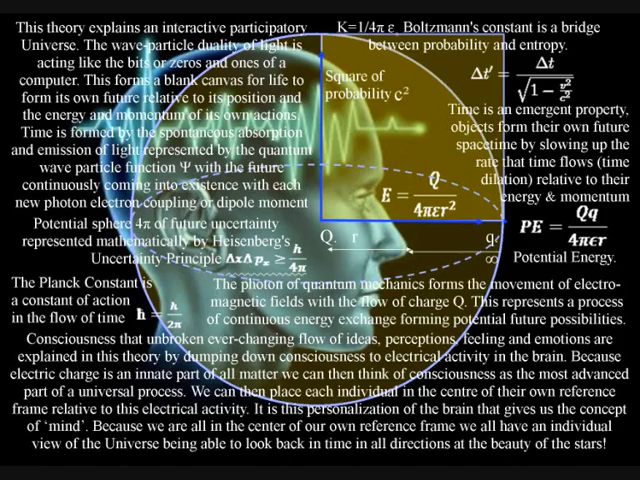 This theory explains an interactive participatory
Universe. The wave-particle duality of light is
acting like the bits or zeros and ones of a
computer. This forms a blank canvas for life to
form its own future relative to its position and
the energy and momentum of its own actions.
Time is formed by the spontaneous absorption
and emission of light represented by the quantum
wave particle function Ψ with the future
continuously coming into existence with each
new photon electron coupling or dipole moment
Potential sphere 4π of future uncertainty
represented mathematically by Heisenberg's
Uncertainty Principle Δx Δpₓ ≥ h/4π
The Planck Constant is
a constant of action
in the flow of time ħ = h/2π
K=1/4π ε Boltzmann's constant is a bridge
between probability and entropy.
Δt' = Δt/√(1 − v²/c²)
Square of
probability c²
Time is an emergent property,
objects form their own future
spacetime by slowing up the
rate that time flows (time
dilation) relative to their
energy & momentum
E = Q/4πεr²
PE = Qq/4πϵr
Potential Energy.
Q. r q
∞
The photon of quantum mechanics forms the movement of electro-
magnetic fields with the flow of charge Q. This represents a process
of continuous energy exchange forming potential future possibilities.
Consciousness that unbroken ever-changing flow of ideas, perceptions, feeling and emotions are
explained in this theory by dumping down consciousness to electrical activity in the brain. Because
electric charge is an innate part of all matter we can then think of consciousness as the most advanced
part of a universal process. We can then place each individual in the centre of their own reference
frame relative to this electrical activity. It is this personalization of the brain that gives us the concept
of ‘mind’. Because we are all in the center of our own reference frame we all have an individual
view of the Universe being able to look back in time in all directions at the beauty of the stars!